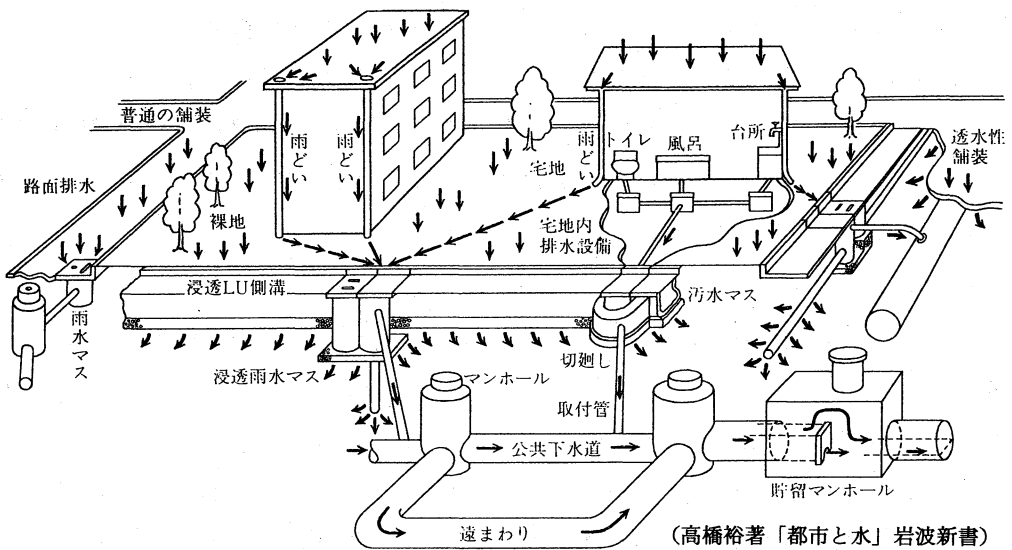 普通の舗装
路面排水
裸地
雨どい
雨どい
宅地
雨どい
トイレ
風呂
台所
透水性
舗装
宅地内
排水設備
浸透LU側溝
汚水マス
雨水マス
浸透雨水マス
切廻し
マンホール
取付管
公共下水道
貯留マンホール
遠まわり
(高橋裕著「都市と水」岩波新書)